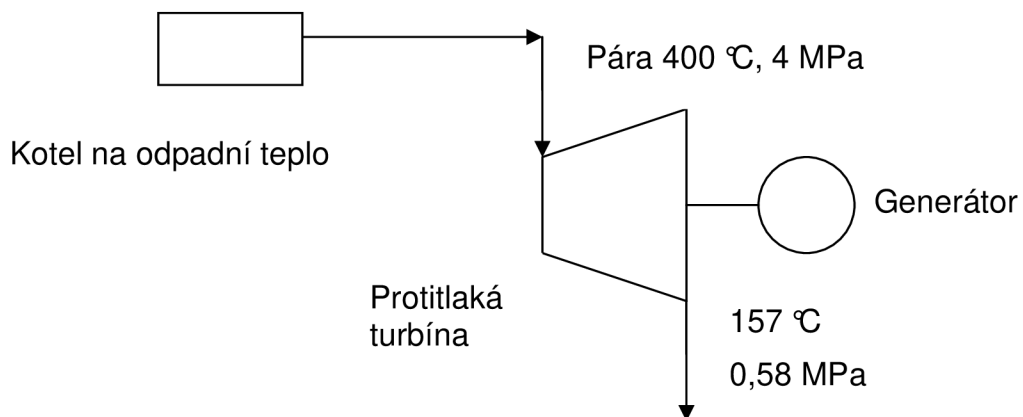 Pára 400 °C, 4 MPa
Kotel na odpadní teplo
Generátor
Protitlaká
turbína
157 °C
0,58 MPa